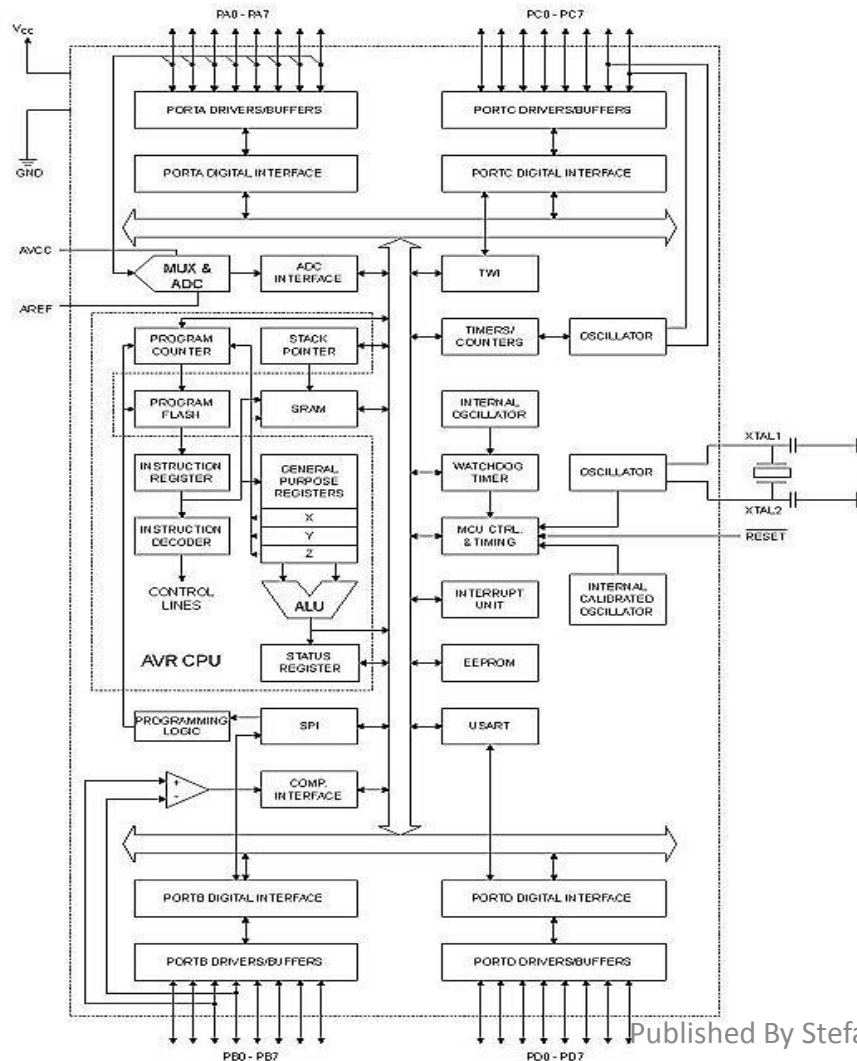 PA0 - PA7
PC0 - PC7
VCC
PORTA DRIVERS/BUFFERS
PORTC DRIVERS/BUFFERS
GND
PORTA DIGITAL INTERFACE
PORTC DIGITAL INTERFACE
AVCC
MUX &
ADC
ADC
INTERFACE
TWI
AREF
PROGRAM
COUNTER
STACK
POINTER
TIMERS/
COUNTERS
OSCILLATOR
PROGRAM
FLASH
SRAM
INTERNAL
OSCILLATOR
XTAL1
INSTRUCTION
REGISTER
GENERAL
PURPOSE
REGISTERS
WATCHDOG
TIMER
OSCILLATOR
XTAL2
X
INSTRUCTION
DECODER
Y
MCU CTRL.
& TIMING
RESET
Z
CONTROL
LINES
ALU
INTERRUPT
UNIT
INTERNAL
CALIBRATED
OSCILLATOR
AVR CPU
STATUS
REGISTER
EEPROM
PROGRAMMING
LOGIC
SPI
USART
+
-
COMP.
INTERFACE
PORTB DIGITAL INTERFACE
PORTD DIGITAL INTERFACE
PORTB DRIVERS/BUFFERS
PORTD DRIVERS/BUFFERS
Published By Stefa
PB0 - PB7
PD0 - PD7